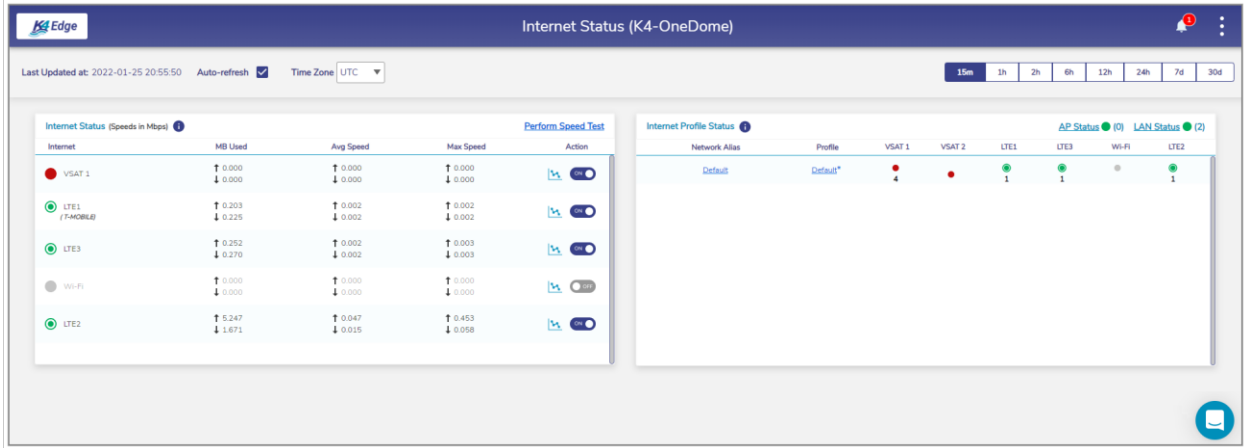 K4 Edge
Internet Status (K4-OneDome)
1
Last Updated at: 2022-01-25 20:55:50 Auto-refresh Time Zone UTC
15m 1h 2h 6h 12h 24h 7d 30d
Internet Status (Speeds in Mbps) i Perform Speed Test
Internet MB Used Avg Speed Max Speed Action
VSAT 1 ↑ 0.000 ↑ 0.000 ↑ 0.000 ON
↓ 0.000 ↓ 0.000 ↓ 0.000
LTE1 ↑ 0.203 ↑ 0.002 ↑ 0.002 ON
(T-MOBILE) ↓ 0.225 ↓ 0.002 ↓ 0.002
LTE3 ↑ 0.252 ↑ 0.002 ↑ 0.003 ON
↓ 0.270 ↓ 0.002 ↓ 0.003
Wi-Fi ↑ 0.000 ↑ 0.000 ↑ 0.000 OFF
↓ 0.000 ↓ 0.000 ↓ 0.000
LTE2 ↑ 5.247 ↑ 0.047 ↑ 0.453 ON
↓ 1.671 ↓ 0.015 ↓ 0.058
Internet Profile Status i AP Status (0) LAN Status (2)
Network Alias Profile VSAT 1 VSAT 2 LTE1 LTE3 Wi-Fi LTE2
Default Default*
4 1 1 1